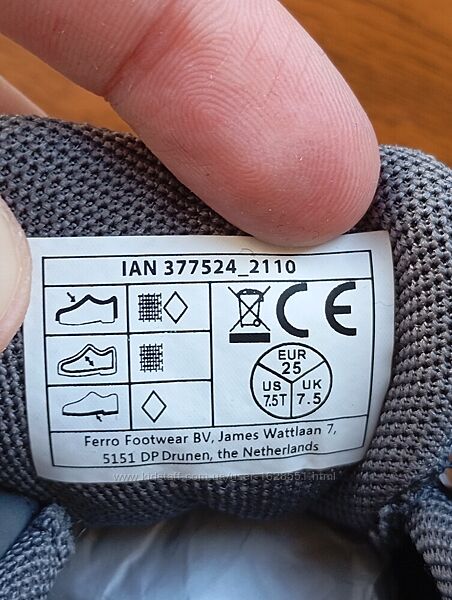 IAN 377524_2110
CE
EUR
25
US
7.5T
UK
7.5
Ferro Footwear BV, James Wattlaan 7,
5151 DP Drunen, the Netherlands